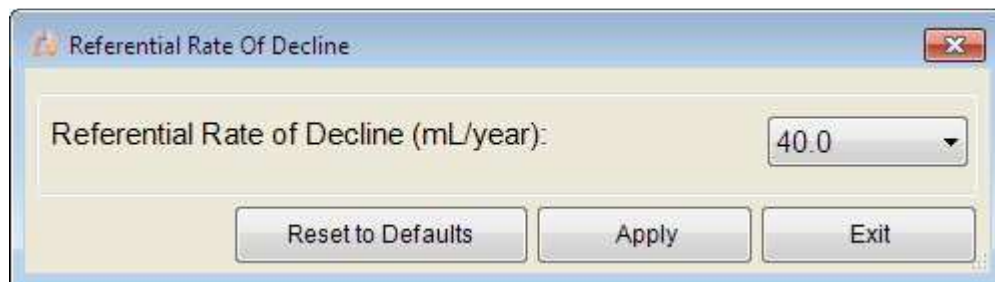 Referential Rate Of Decline
Referential Rate of Decline (mL/year):
40.0
Reset to Defaults
Apply
Exit